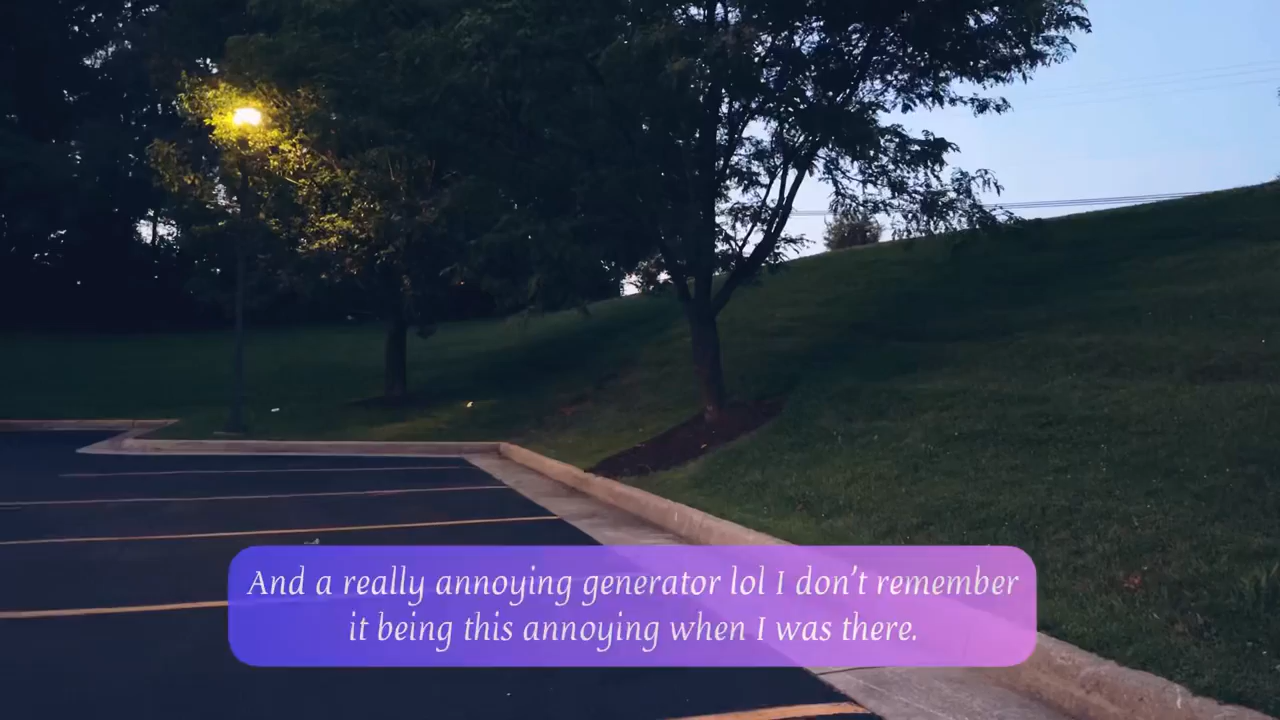 And a really annoying generator lol I don't remember
it being this annoying when I was there.